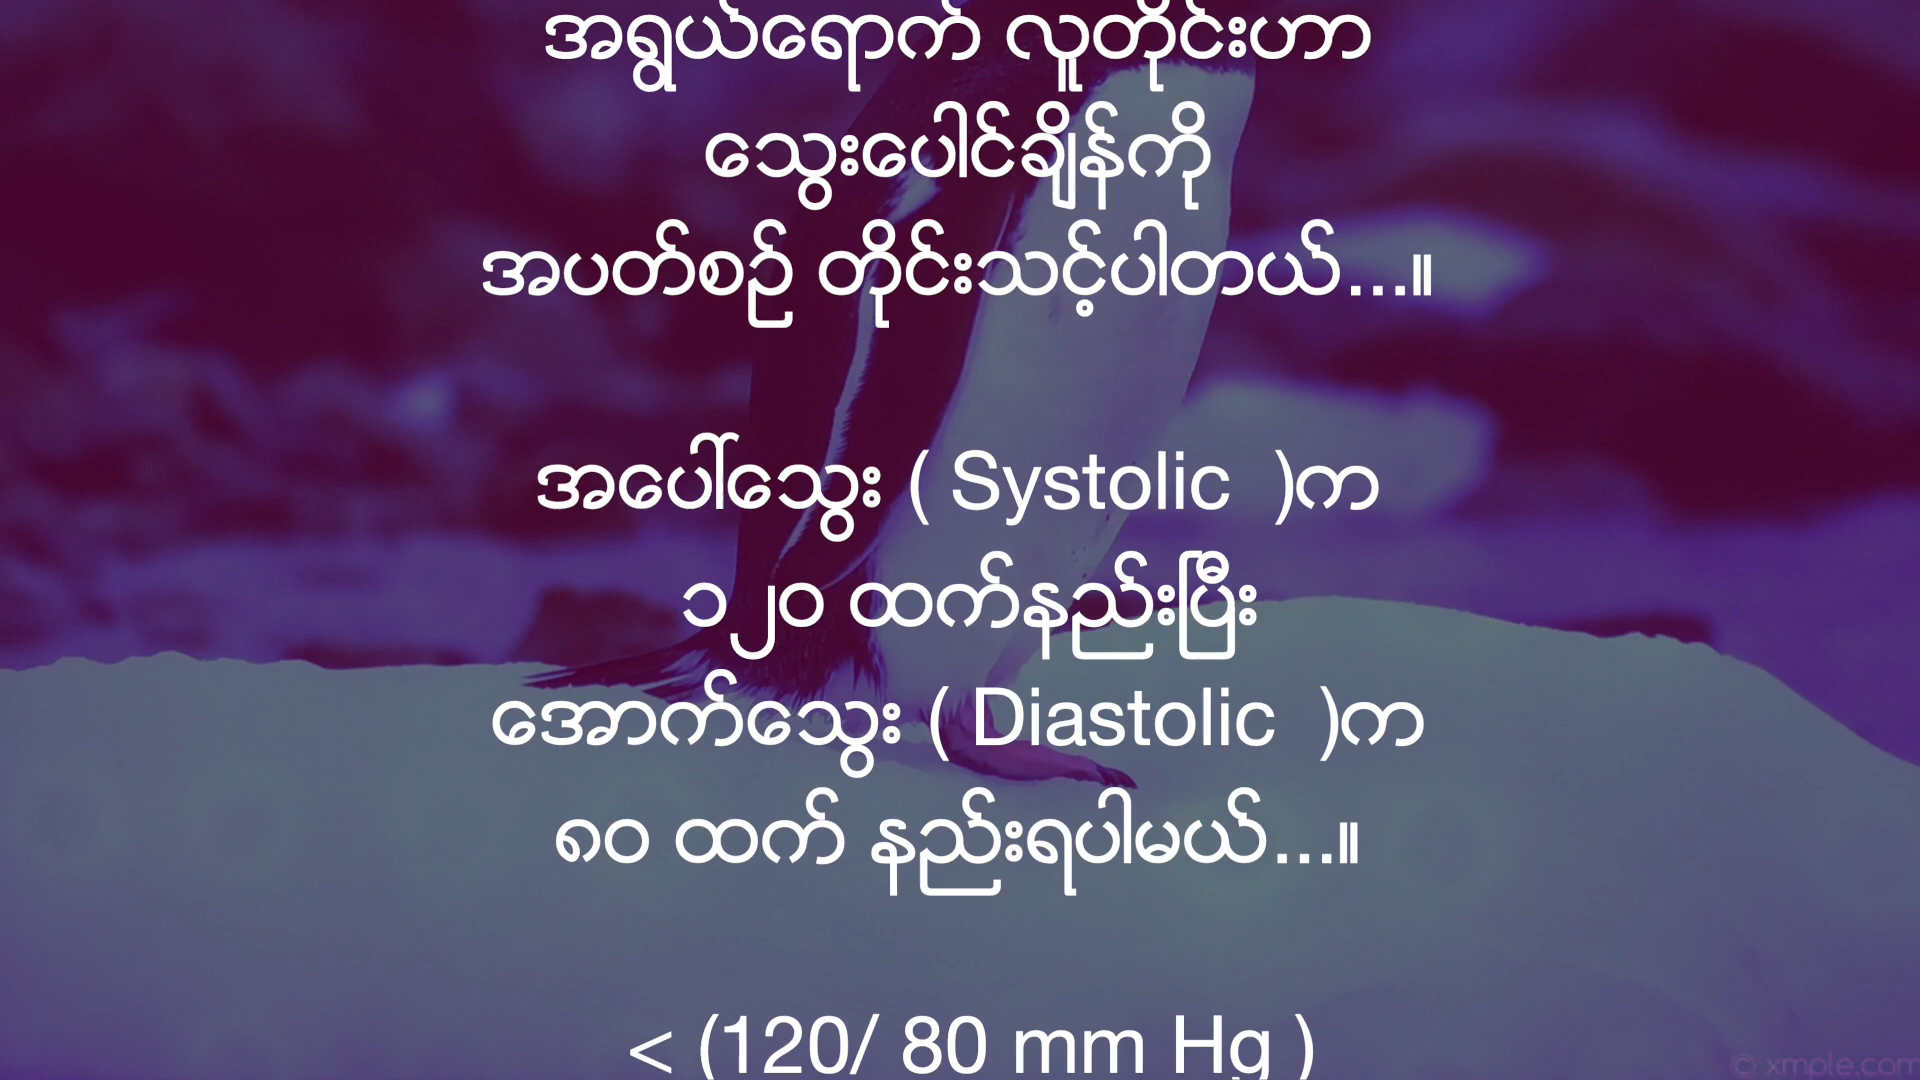 အရွယ်ရောက် လူတိုင်းဟာ
သွေးပေါင်ချိန်ကို
အပတ်စဉ် တိုင်းသင့်ပါတယ်...။
အပေါ်သွေး ( Systolic  )က
၁၂၀ ထက်နည်းပြီး
အောက်သွေး ( Diastolic  )က
၈၀ ထက် နည်းရပါမယ်...။
< (120/ 80 mm Hg )
© xmple.com